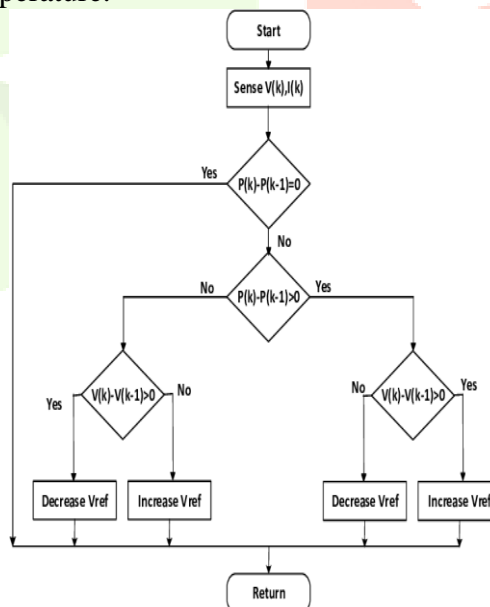 perature.
Start
Sense V(k),I(k)
Yes
P(k)-P(k-1)=0
No
No
P(k)-P(k-1)>0
Yes
V(k)-V(k-1)>0
Yes
No
V(k)-V(k-1)>0
No
Yes
Decrease Vref
Increase Vref
Decrease Vref
Increase Vref
Return